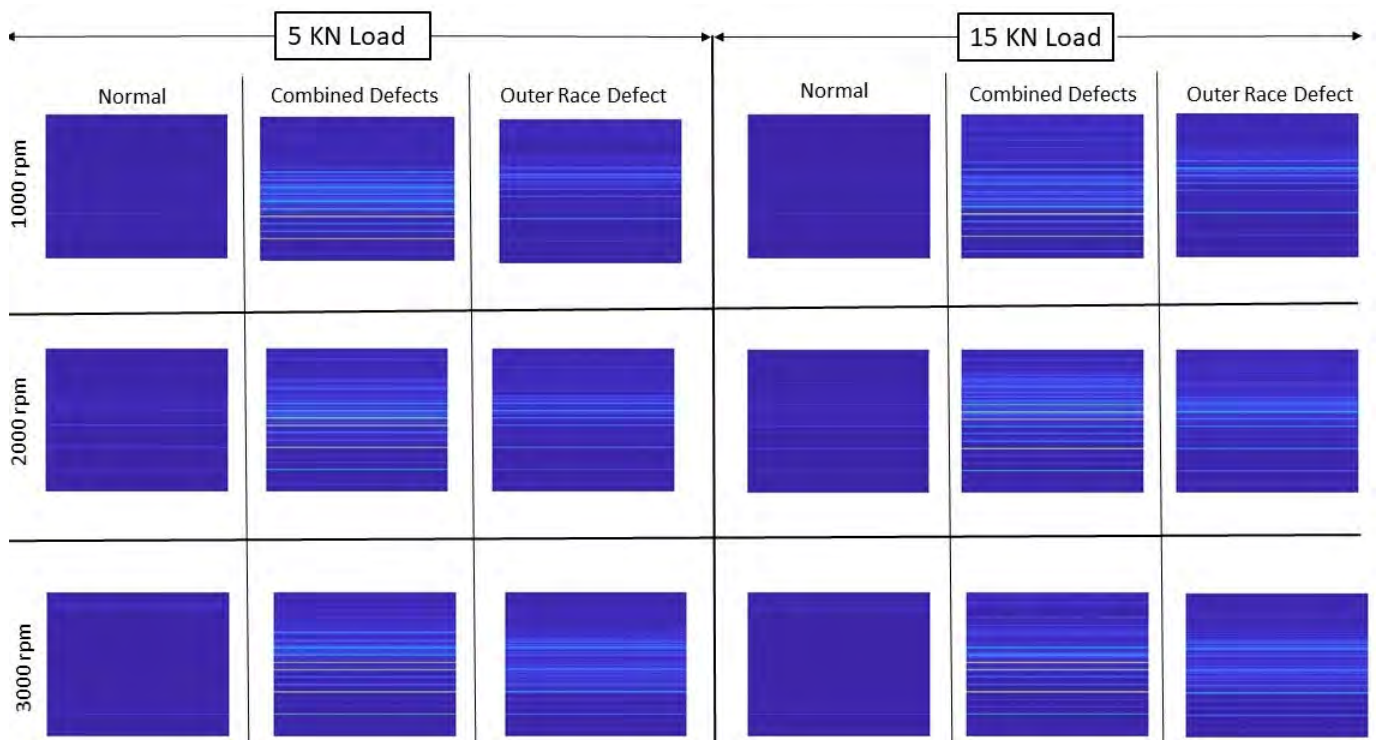 5 KN Load
15 KN Load
Normal
Combined Defects
Outer Race Defect
Normal
Combined Defects
Outer Race Defect
1000 rpm
2000 rpm
3000 rpm